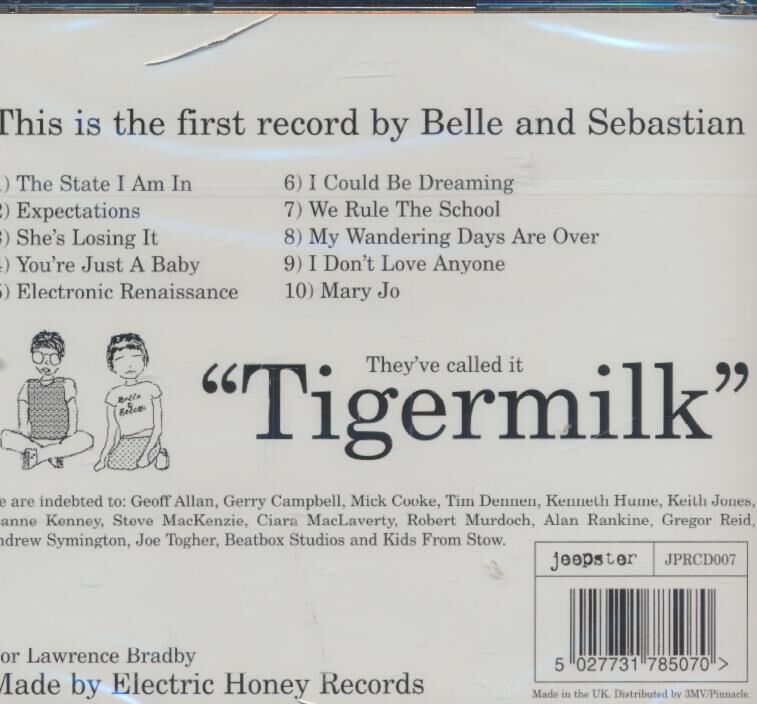 This is the first record by Belle and Sebastian
) The State I Am In
) Expectations
) She's Losing It
) You're Just A Baby
) Electronic Renaissance
6) I Could Be Dreaming
7) We Rule The School
8) My Wandering Days Are Over
9) I Don't Love Anyone
10) Mary Jo
They've called it
“Tigermilk”
Belle
&
e are indebted to: Geoff Allan, Gerry Campbell, Mick Cooke, Tim Dennen, Kenneth Hume, Keith Jones,
anne Kenney, Steve MacKenzie, Ciara MacLaverty, Robert Murdoch, Alan Rankine, Gregor Reid,
ndrew Symington, Joe Togher, Beatbox Studios and Kids From Stow.
jeepster JPRCD007
5 027731 785070 >
or Lawrence Bradby
Made by Electric Honey Records
Made in the UK. Distributed by 3MV/Pinnacle.